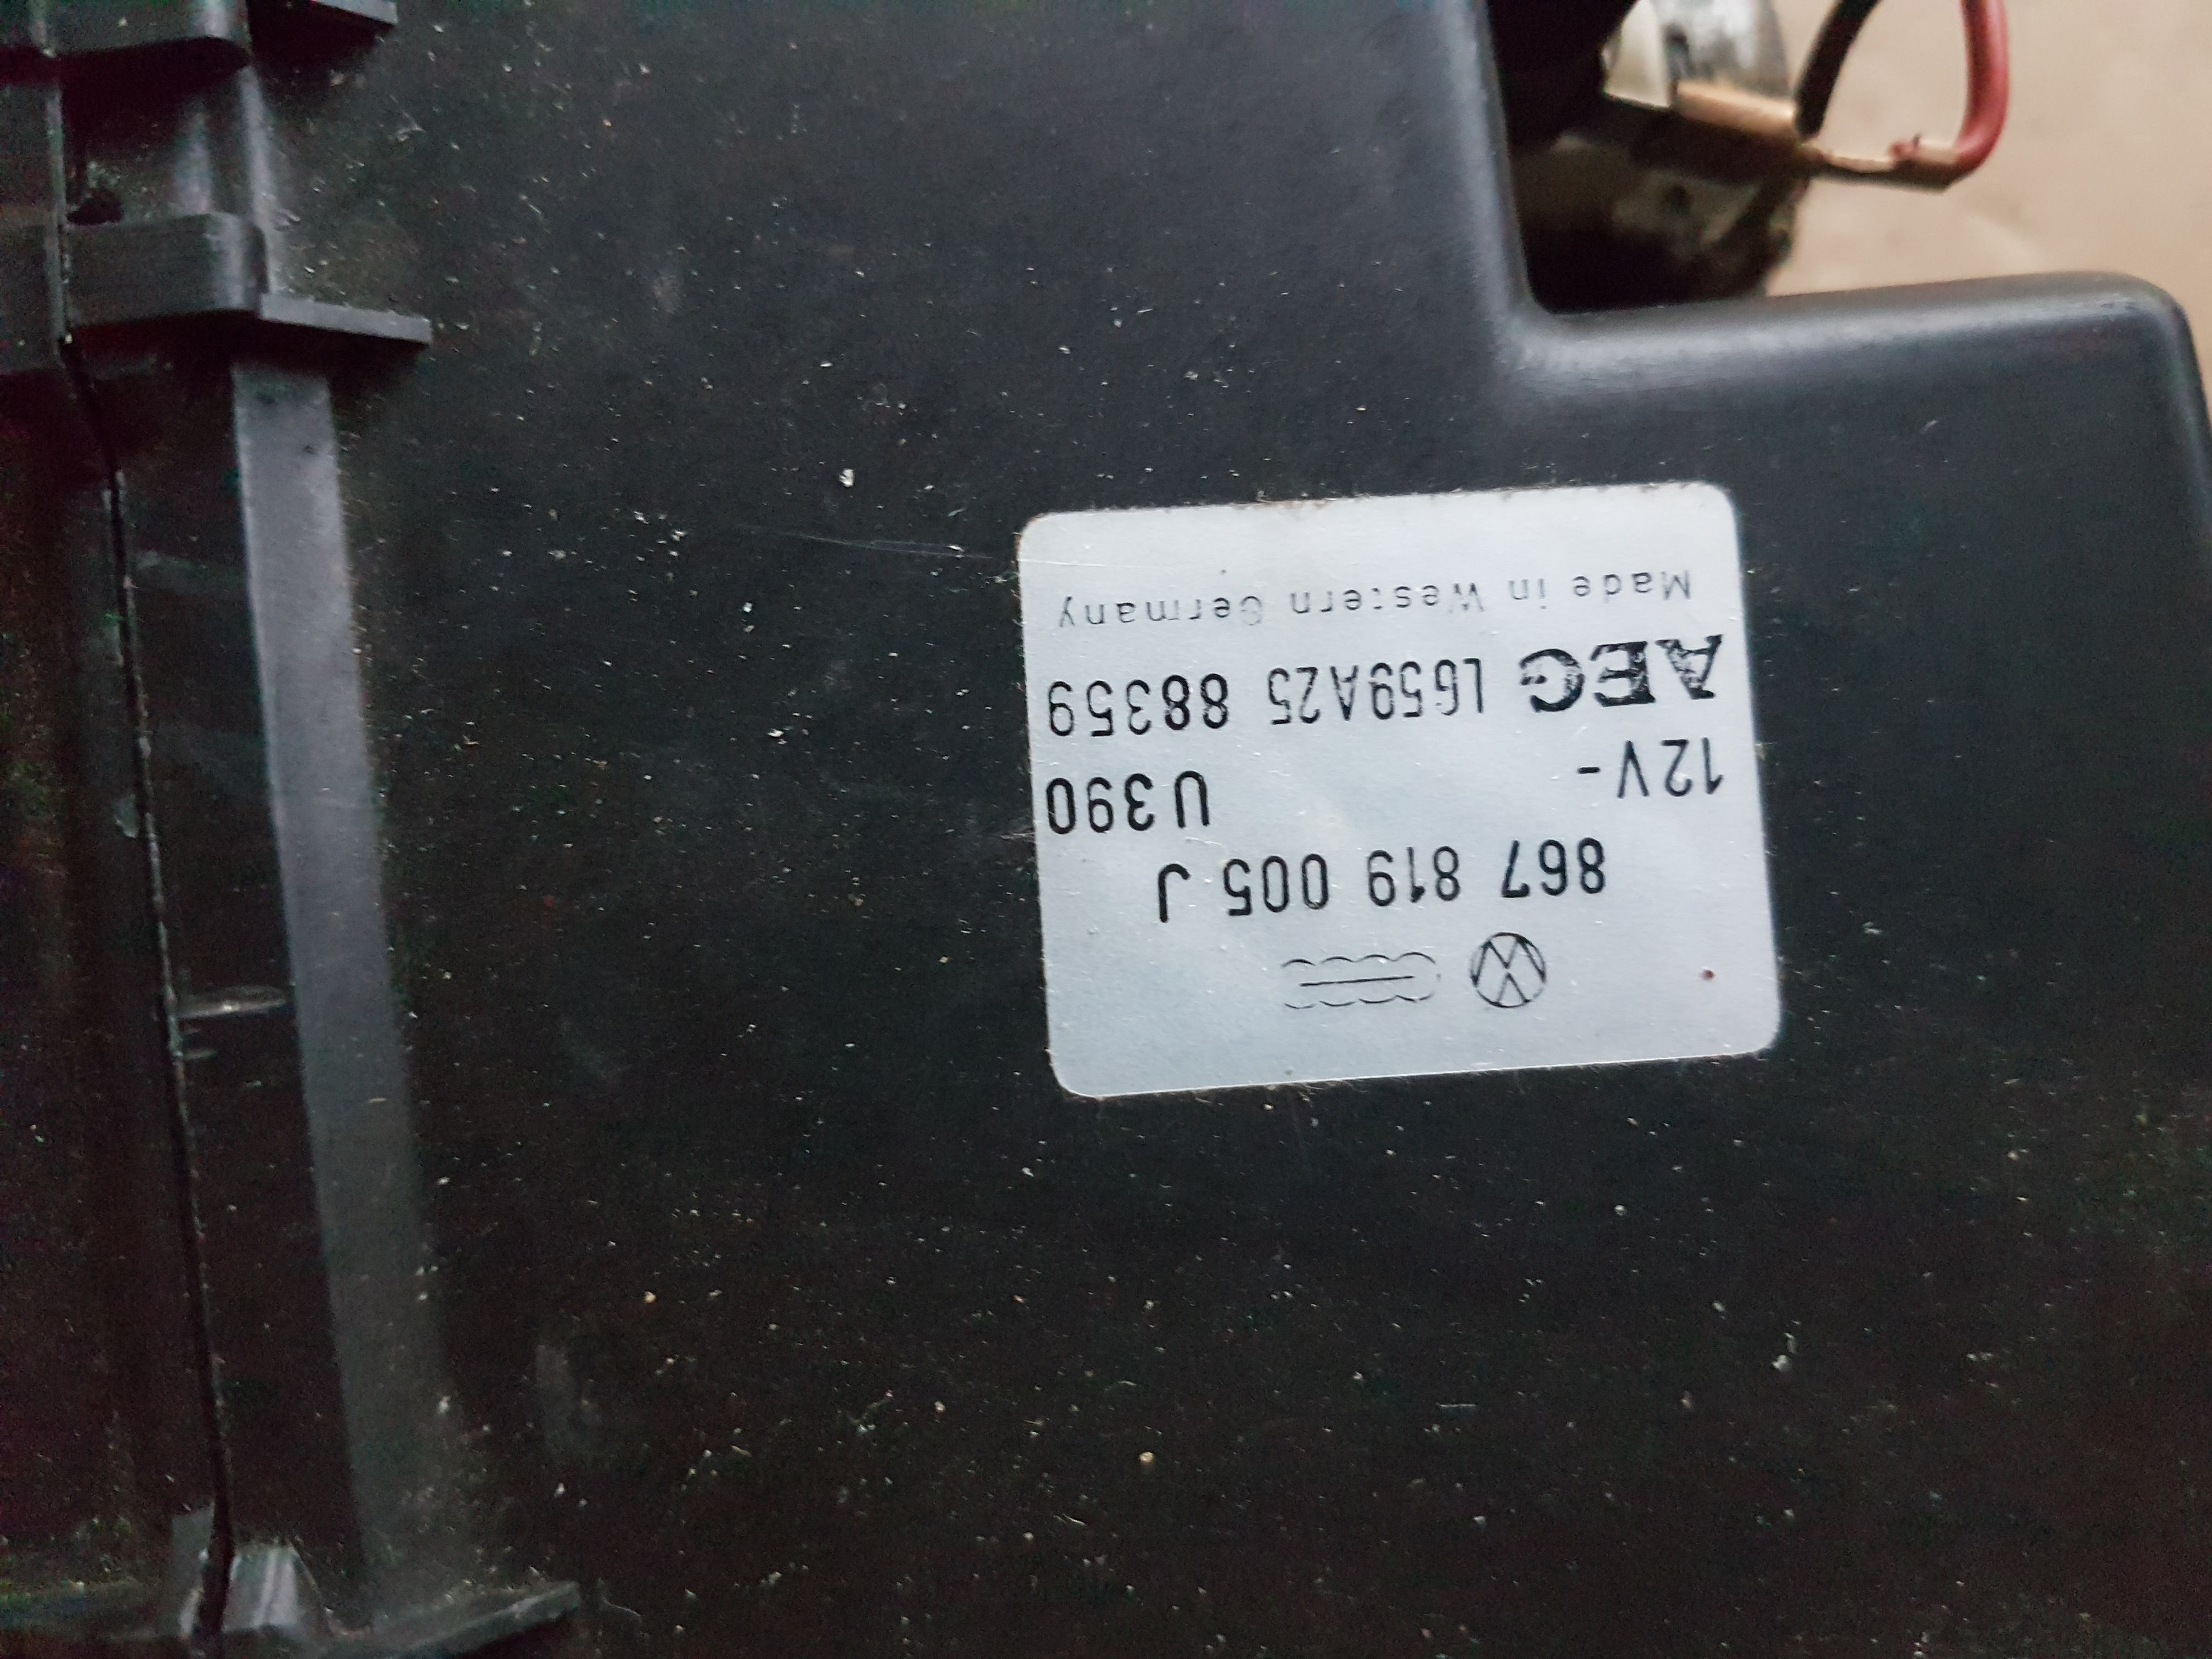 867 819 005 J
12V- U390
AEG L659A25 88359
Made in Western Germany